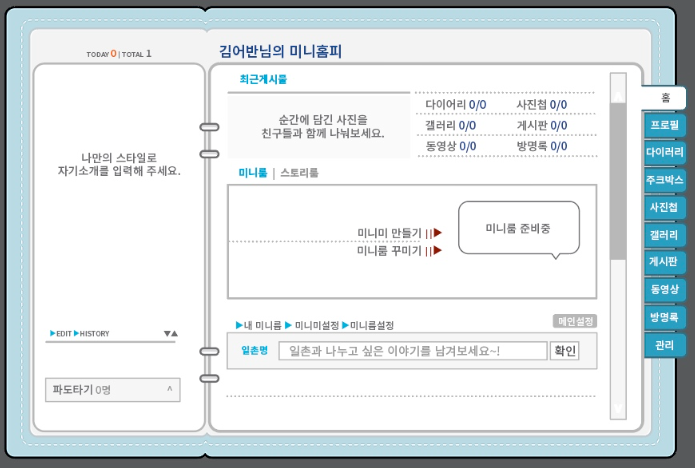 TODAY 0 | TOTAL 1
김어반님의 미니홈피
나만의 스타일로
자기소개를 입력해 주세요.
▶EDIT ▶HISTORY ▼▲
파도타기 0명 ^
최근게시물
순간에 담긴 사진을
친구들과 함께 나눠보세요.
다이어리 0/0 사진첩 0/0
갤러리 0/0 게시판 0/0
동영상 0/0 방명록 0/0
미니룸 | 스토리룸
미니미 만들기 ||▶
미니룸 꾸미기 ||▶
미니룸 준비중
▶내 미니룸 ▶ 미니미설정 ▶미니룸설정 메인설정
일촌명 일촌과 나누고 싶은 이야기를 남겨보세요~! 확인
홈
프로필
다이러리
주크박스
사진첩
갤러리
게시판
동영상
방명록
관리